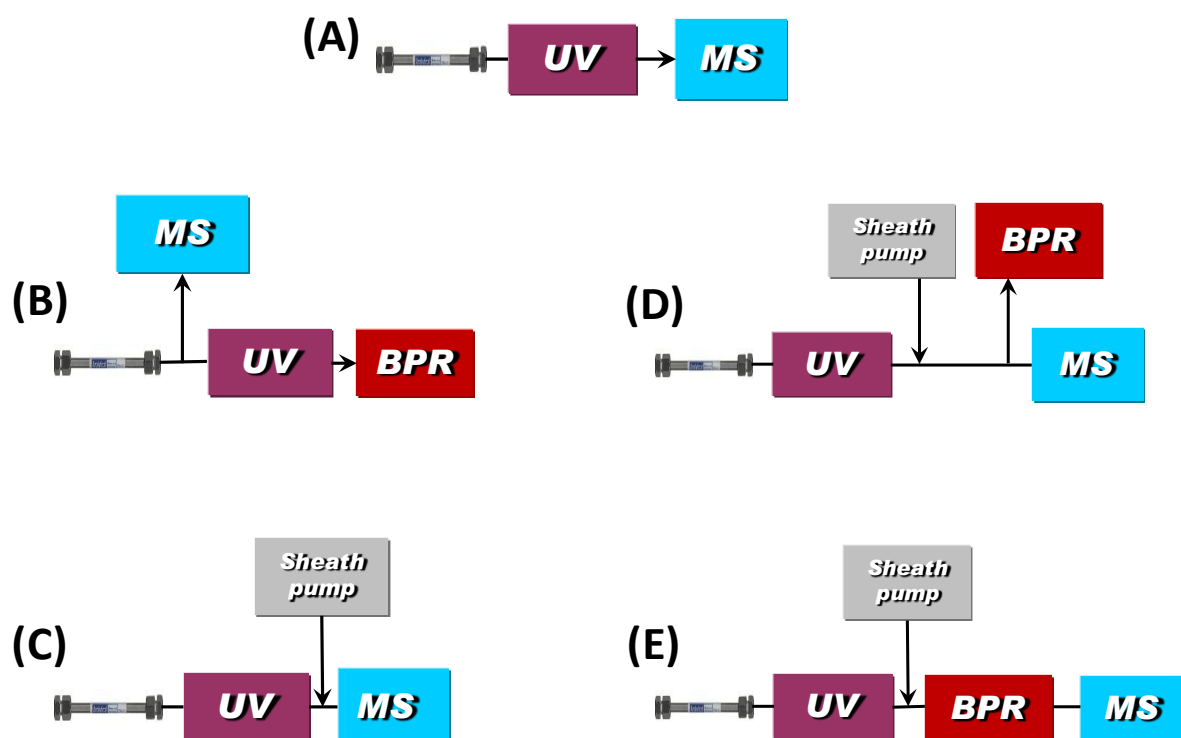 (A)
UV
MS
(B)
MS
UV
BPR
(D)
Sheath
pump
BPR
UV
MS
(C)
Sheath
pump
UV
MS
(E)
Sheath
pump
UV
BPR
MS